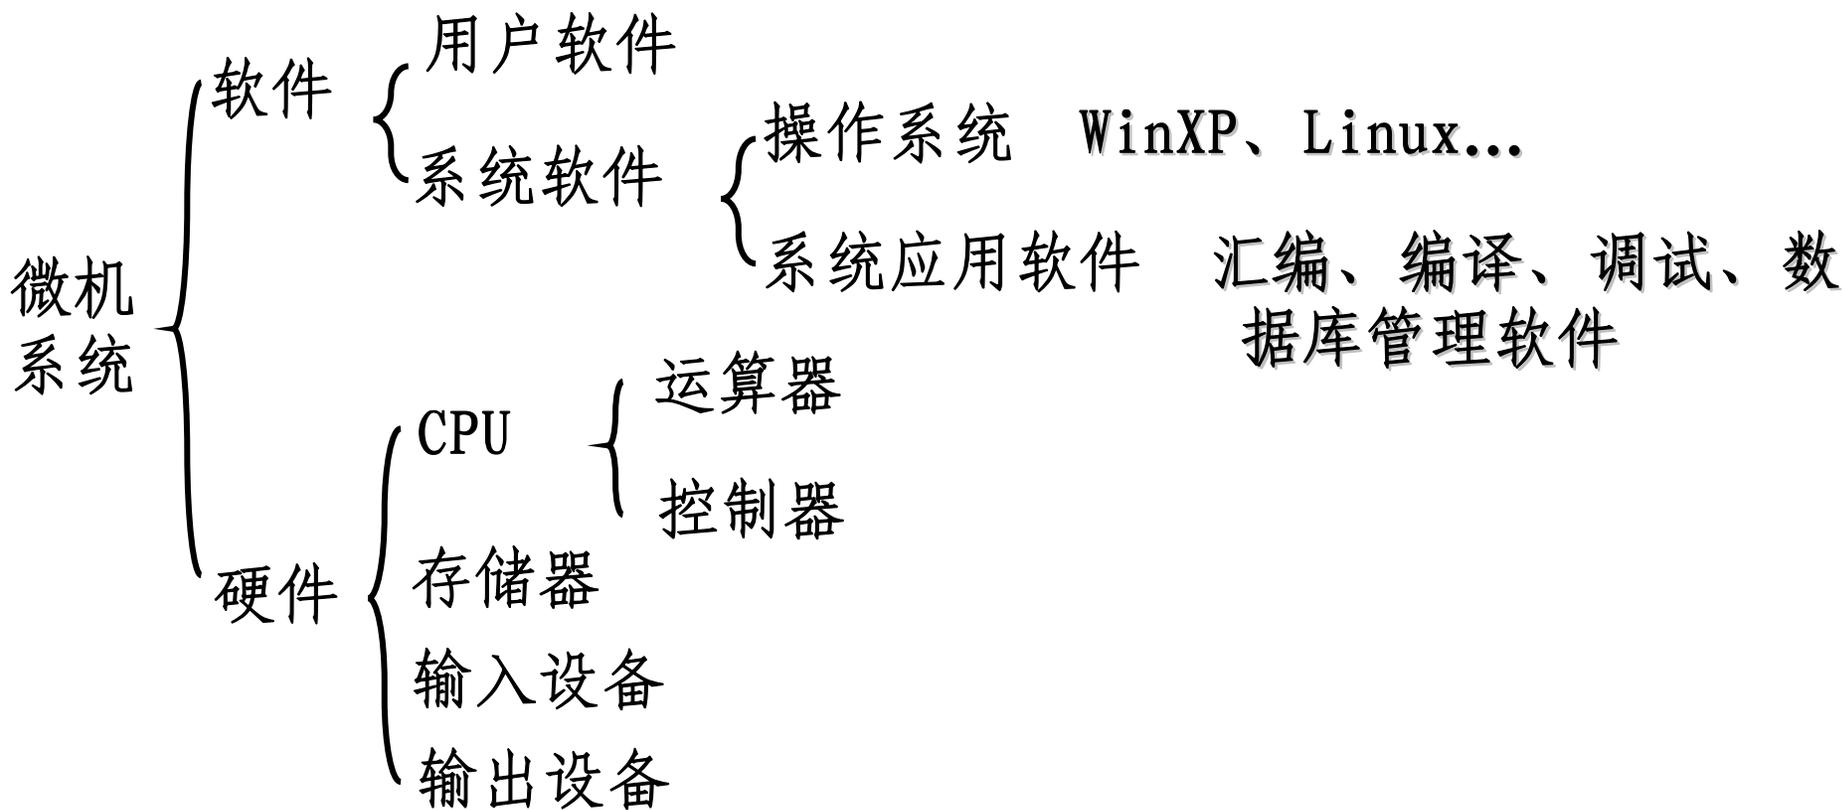 用户软件
软件
操作系统 WinXP、Linux…
系统软件
系统应用软件 汇编、编译、调试、数
据库管理软件
微机
系统
运算器
CPU
控制器
存储器
硬件
输入设备
输出设备